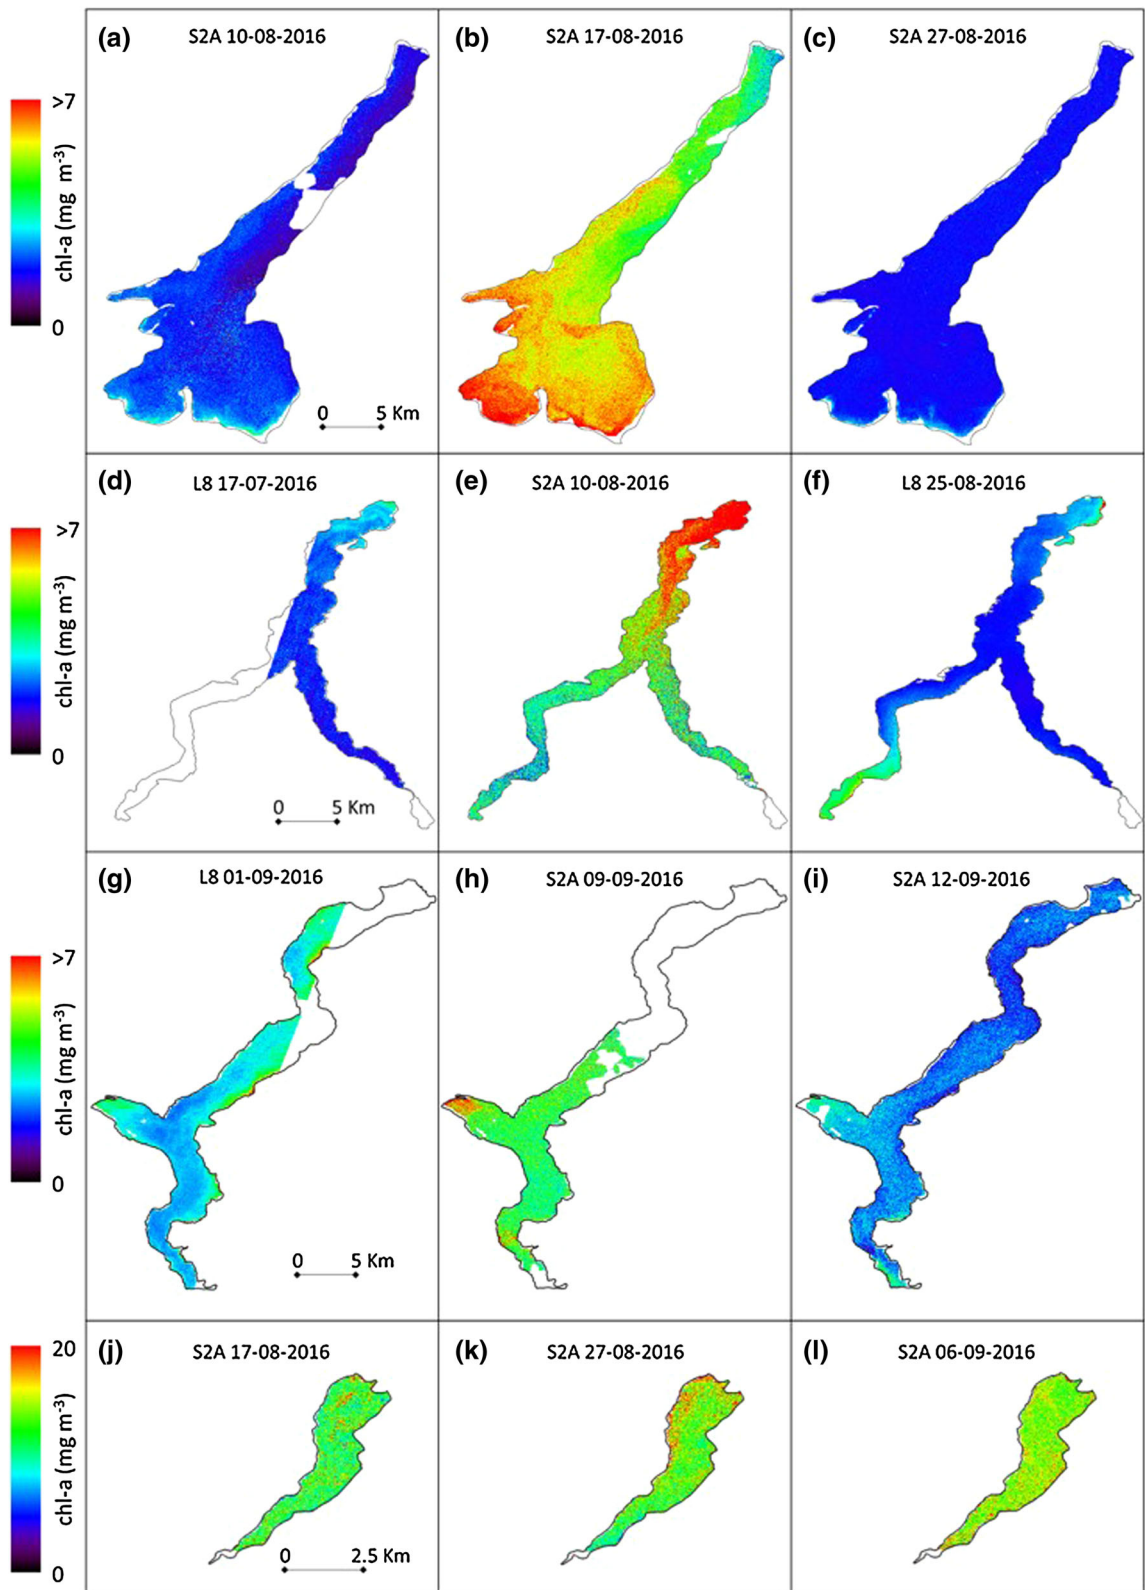 (a) S2A 10-08-2016
(b) S2A 17-08-2016
(c) S2A 27-08-2016
>7
chl-a (mg m-3)
0
0 5 Km
(d) L8 17-07-2016
(e) S2A 10-08-2016
(f) L8 25-08-2016
>7
chl-a (mg m-3)
0
0 5 Km
(g) L8 01-09-2016
(h) S2A 09-09-2016
(i) S2A 12-09-2016
>7
chl-a (mg m-3)
0
0 5 Km
(j) S2A 17-08-2016
(k) S2A 27-08-2016
(l) S2A 06-09-2016
20
chl-a (mg m-3)
0
0 2.5 Km